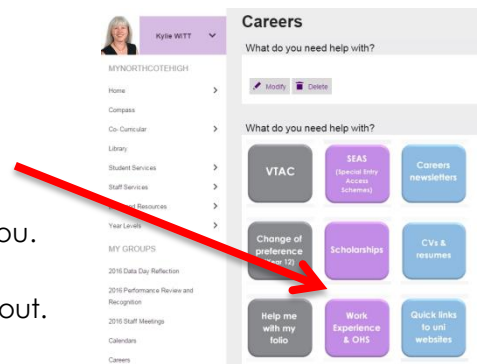 Careers
Kylie WITT
What do you need help with?
MYNORTHCOTEHIGH
Home
Modify Delete
Compass
Co- Curricular
What do you need help with?
Library
Student Services
Staff Services
Resources
Year Levels
MY GROUPS
2016 Data Day Reflection
2016 Performance Review and
Recognition
2016 Staff Meetings
Calendars
Careers
VTAC
SEAS
(Special Entry
Access
Schemes)
Careers
newsletters
Change of
preference
12)
Scholarships
CVs &
resumes
Help me
with my
folio
Work
Experience
& OHS
Quick links
to uni
websites
ou.
out.